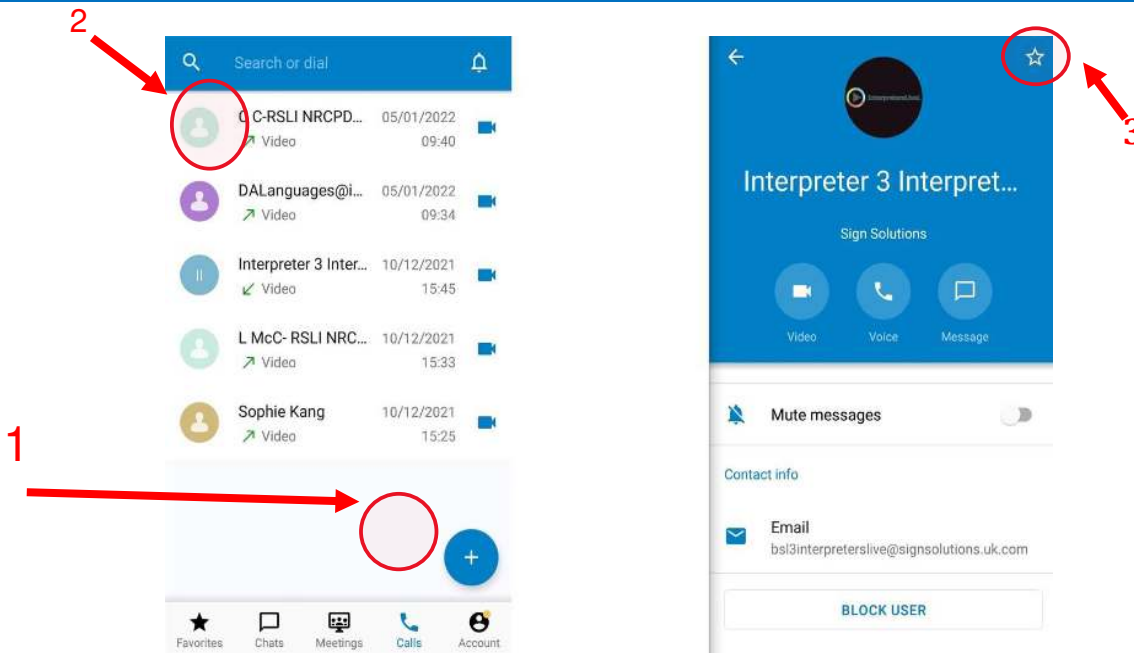 2
Search or dial
C C-RSLI NRCPD... 05/01/2022
Video 09:40
DALanguages@i... 05/01/2022
Video 09:34
II
Interpreter 3 Inter... 10/12/2021
Video 15:45
L McC- RSLI NRC... 10/12/2021
Video 15:33
Sophie Kang 10/12/2021
Video 15:25
1
+
Favorites Chats Meetings Calls Account
3
Interpreter 3 Interpret...
Sign Solutions
Video Voice Message
Mute messages
Contact info
Email
bsl3interpreterslive@signsolutions.uk.com
BLOCK USER